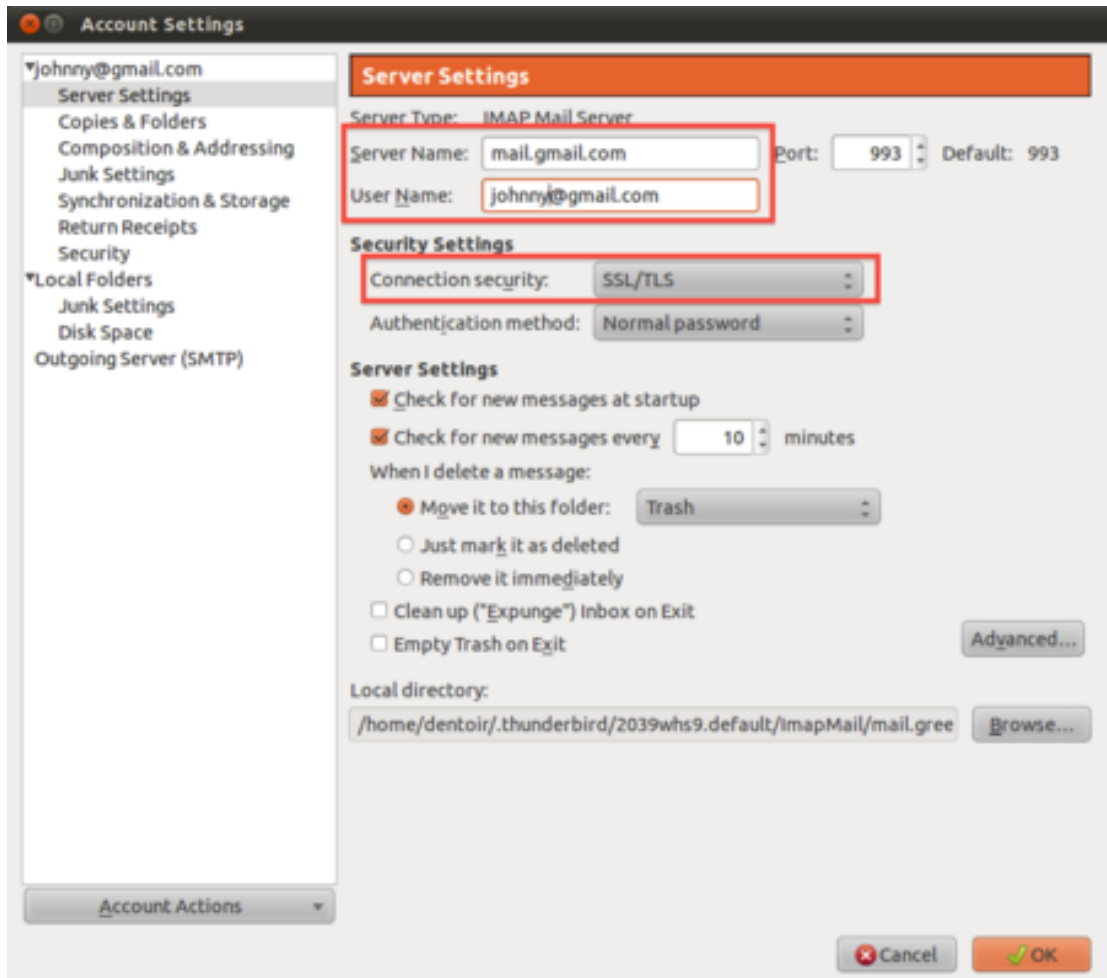 Account Settings
johnny@gmail.com
Server Settings
Copies & Folders
Composition & Addressing
Junk Settings
Synchronization & Storage
Return Receipts
Security
Local Folders
Junk Settings
Disk Space
Outgoing Server (SMTP)
Account Actions
Server Settings
Server Type: IMAP Mail Server
Server Name: mail.gmail.com Port: 993 Default: 993
User Name: johnny@gmail.com
Security Settings
Connection security: SSL/TLS
Authentication method: Normal password
Server Settings
Check for new messages at startup
Check for new messages every 10 minutes
When I delete a message:
Move it to this folder: Trash
Just mark it as deleted
Remove it immediately
Clean up ("Expunge") Inbox on Exit
Empty Trash on Exit
Advanced...
Local directory:
/home/dentoir/.thunderbird/2039whs9.default/ImapMail/mail.gree Browse...
Cancel OK